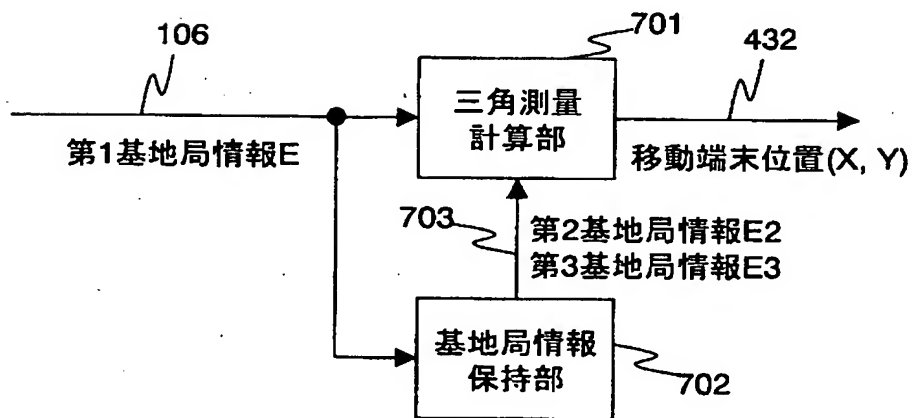 106
701
432
三角測量
計算部
第1基地局情報E
移動端末位置(X, Y)
703
第2基地局情報E2
第3基地局情報E3
基地局情報
保持部
702